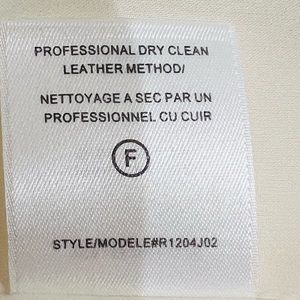 PROFESSIONAL DRY CLEAN
LEATHER METHOD/
NETTOYAGE A SEC PAR UN
PROFESSIONNEL CU CUIR
F
STYLE/MODELE#R1204J02